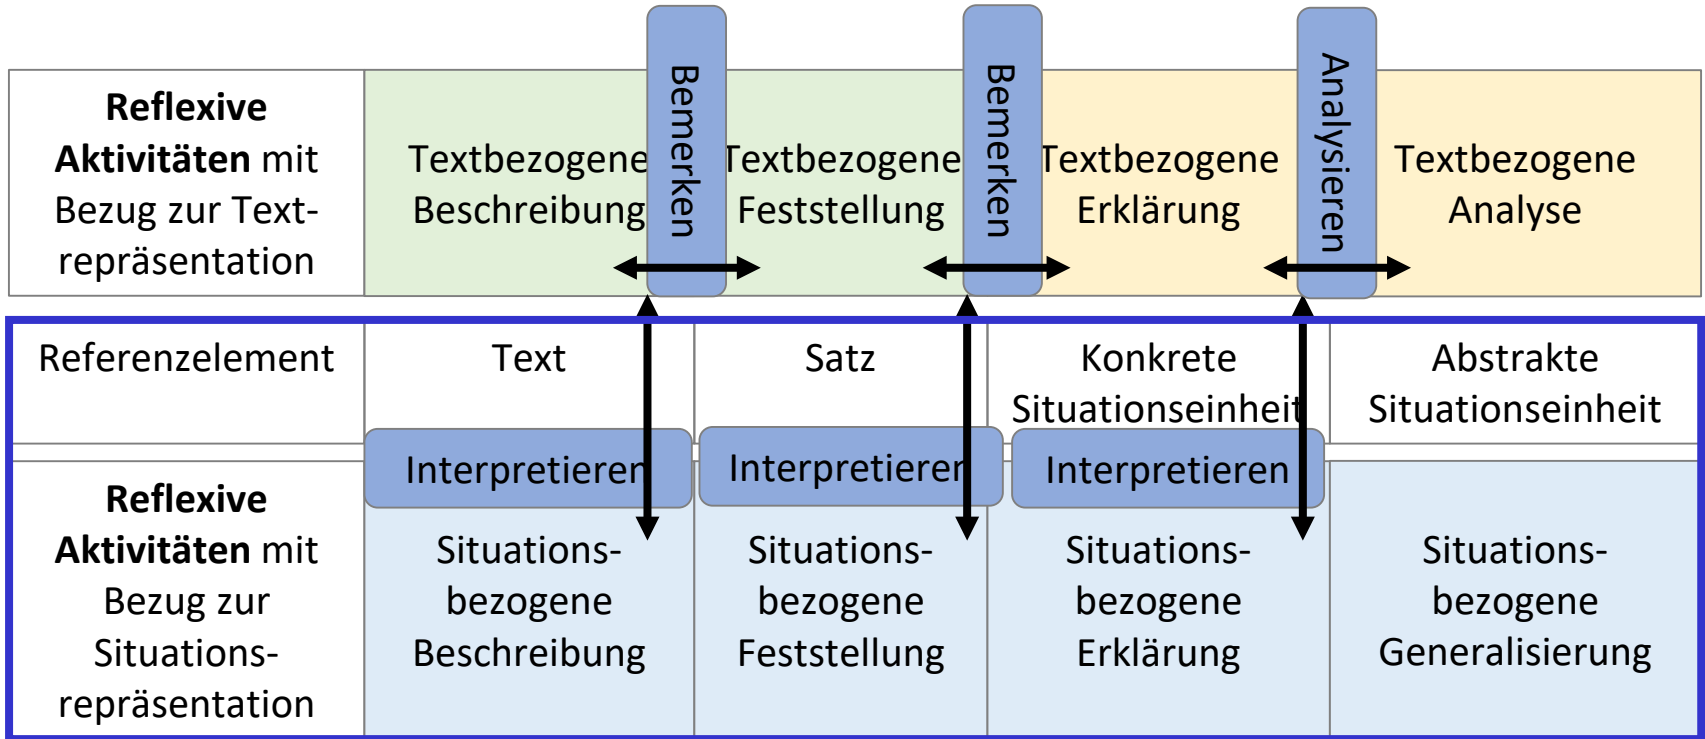 Reflexive
Aktivitäten mit
Bezug zur Text-
repräsentation
Textbezogene
Beschreibung
Bemerken
Textbezogene
Feststellung
Bemerken
Textbezogene
Erklärung
Analysieren
Textbezogene
Analyse
Referenzelement
Text
Satz
Konkrete
Situationseinheit
Abstrakte
Situationseinheit
Interpretieren
Interpretieren
Interpretieren
Reflexive
Aktivitäten mit
Bezug zur
Situations-
repräsentation
Situations-
bezogene
Beschreibung
Situations-
bezogene
Feststellung
Situations-
bezogene
Erklärung
Situations-
bezogene
Generalisierung